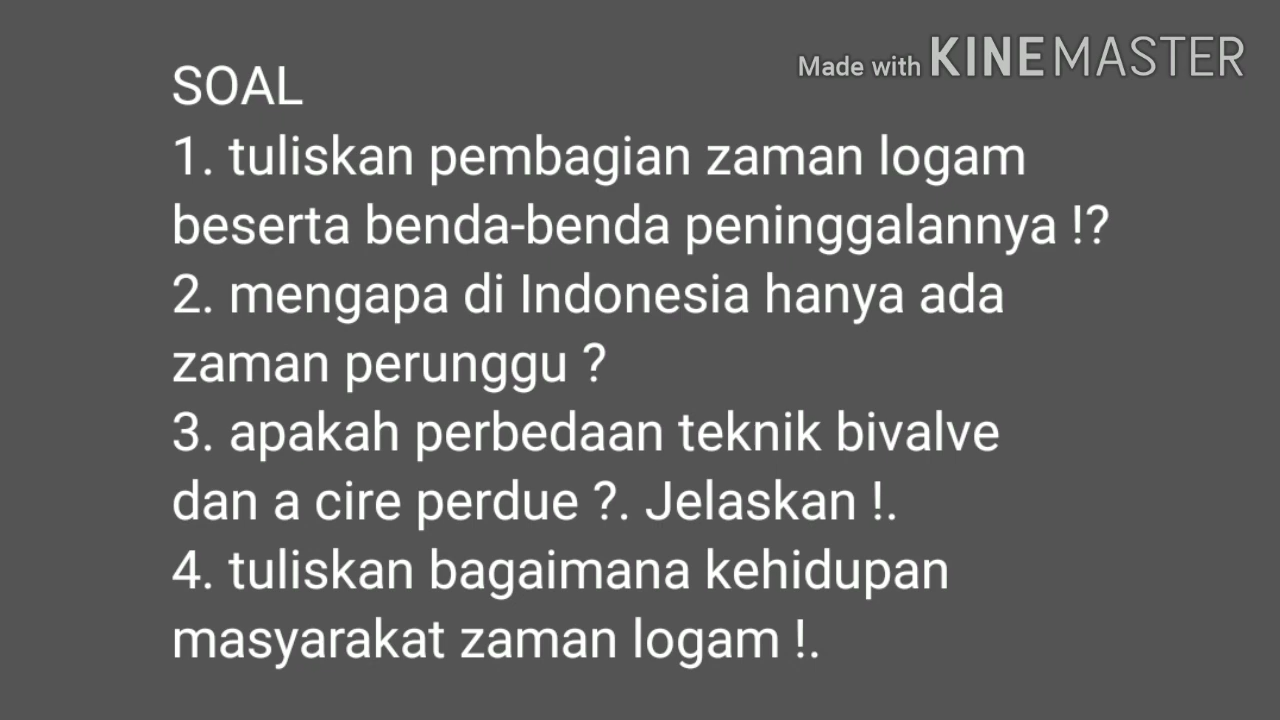 Made with KINEMASTER
SOAL
1. tuliskan pembagian zaman logam
beserta benda-benda peninggalannya !?
2. mengapa di Indonesia hanya ada
zaman perunggu ?
3. apakah perbedaan teknik bivalve
dan a cire perdue ?. Jelaskan !.
4. tuliskan bagaimana kehidupan
masyarakat zaman logam !.